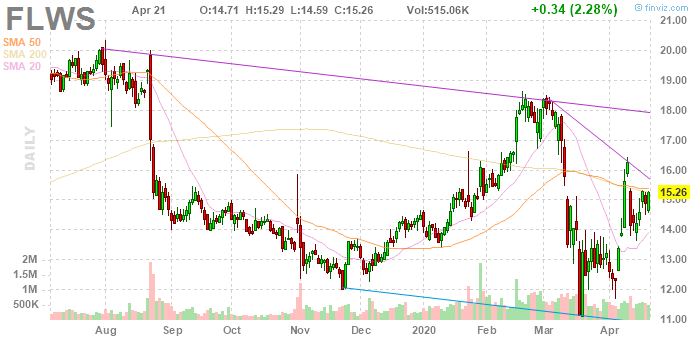 FLWS
Apr 21 O:14.71 H:15.29 L:14.59 C:15.26 Vol:515.06K +0.34 (2.28%)
© finviz.com
SMA 50
SMA 200
SMA 20
DAILY
20.00
19.00
18.00
17.00
16.00
15.26
14.00
13.00
12.00
11.00
2M
1.5M
1M
500K
Aug Sep Oct Nov Dec 2020 Feb Mar Apr